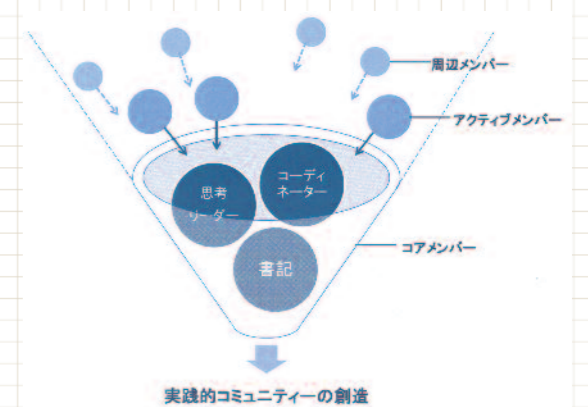 周辺メンバー
アクティブメンバー
思考
リーダー
コーディ
ネーター
コアメンバー
書記
実践的コミュニティーの創造